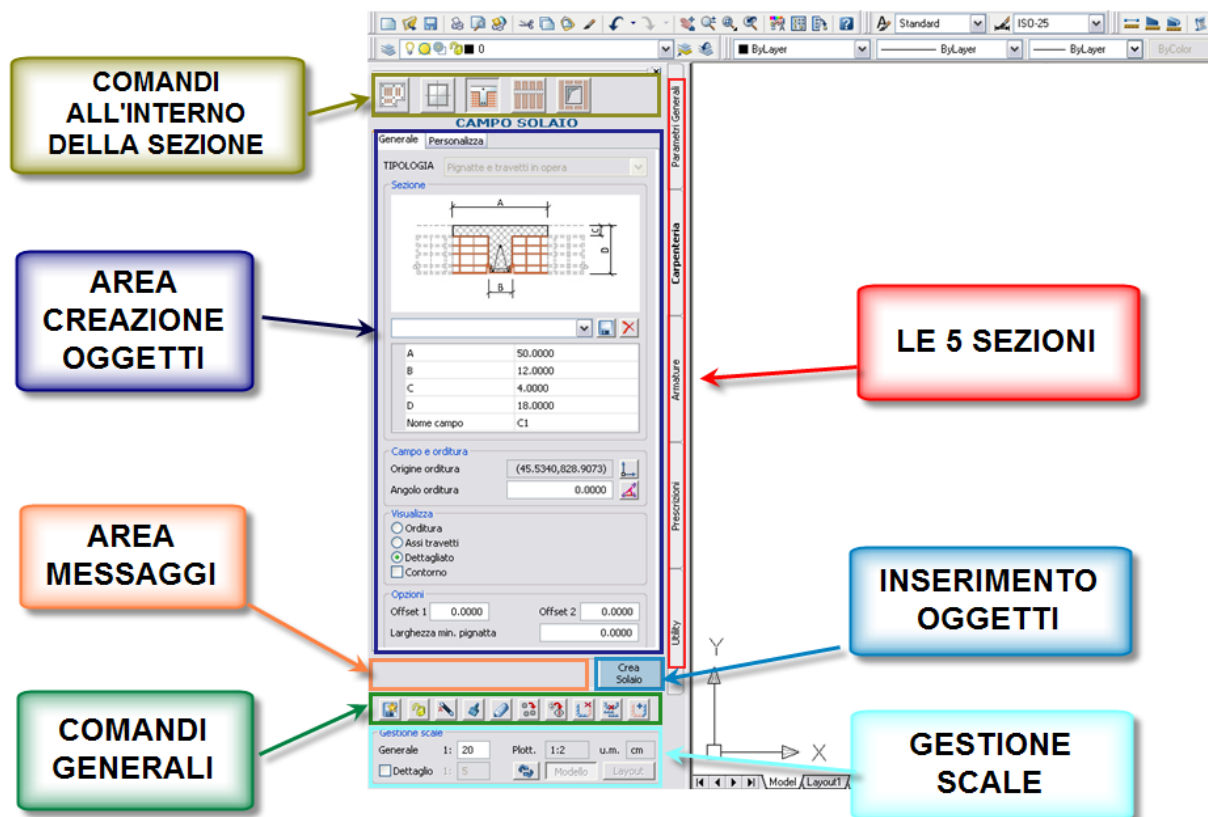 Standard
ISO-25
0
ByLayer
ByLayer
ByLayer
ByColor
COMANDI
ALL'INTERNO
DELLA SEZIONE
CAMPO SOLAIO
Generale
Personalizza
TIPOLOGIA
Pignatte e travetti in opera
Sezione
A
C
D
B
A 50.0000
B 12.0000
C 4.0000
D 18.0000
Nome campo C1
Campo e orditura
Origine orditura (45.5340,828.9073)
Angolo orditura 0.0000
Visualizza
Orditura
Assi travetti
Dettagliato
Contorno
Opzioni
Offset 1 0.0000 Offset 2 0.0000
Larghezza min. pignatta 0.0000
Crea
Solaio
Gestione scale
Generale 1: 20 Plott. 1:2 u.m. cm
Dettaglio 1: 5 Modello Layout
Parametri Generali
Carpenteria
Armature
Prescrizioni
Utility
AREA
CREAZIONE
OGGETTI
AREA
MESSAGGI
COMANDI
GENERALI
LE 5 SEZIONI
INSERIMENTO
OGGETTI
GESTIONE
SCALE
Y
X
Model
Layout1